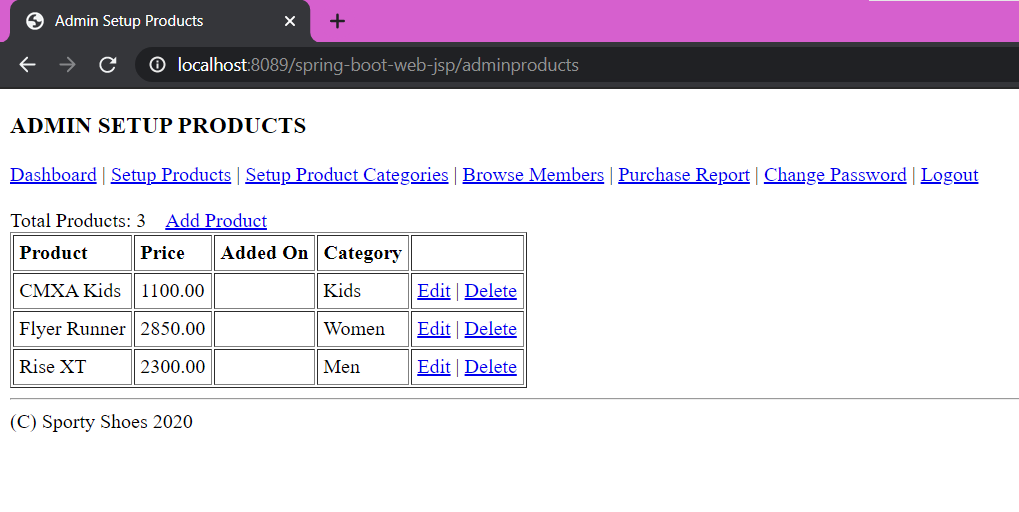 Admin Setup Products
localhost:8089/spring-boot-web-jsp/adminproducts
ADMIN SETUP PRODUCTS
Dashboard | Setup Products | Setup Product Categories | Browse Members | Purchase Report | Change Password | Logout
Total Products: 3 Add Product
Product Price Added On Category
CMXA Kids 1100.00 Kids Edit | Delete
Flyer Runner 2850.00 Women Edit | Delete
Rise XT 2300.00 Men Edit | Delete
(C) Sporty Shoes 2020